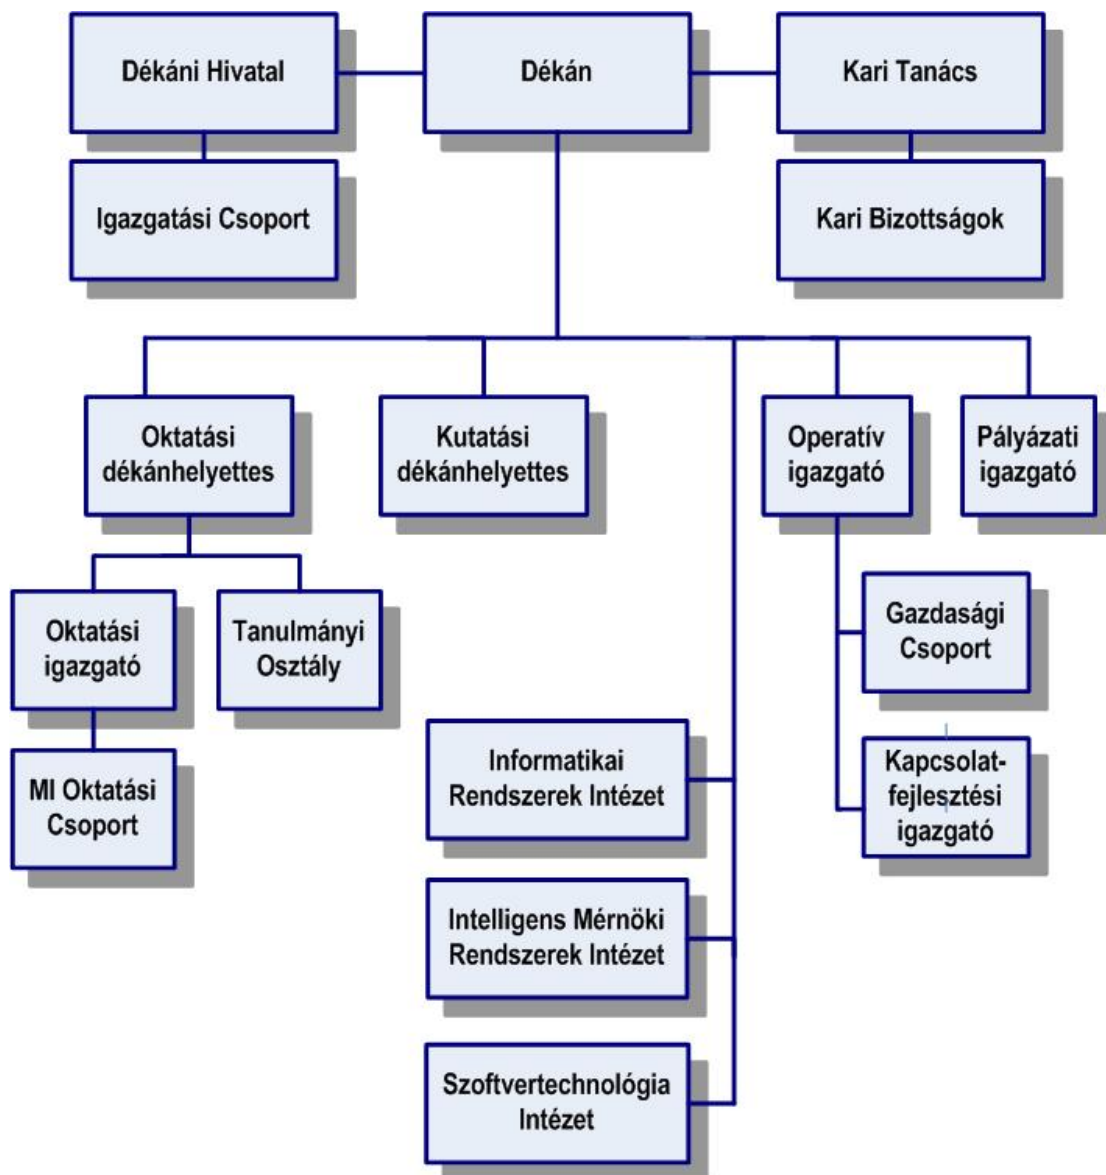 Dékáni Hivatal
Dékán
Kari Tanács
Igazgatási Csoport
Kari Bizottságok
Oktatási
dékánhelyettes
Kutatási
dékánhelyettes
Operatív
igazgató
Pályázati
igazgató
Oktatási
igazgató
Tanulmányi
Osztály
Gazdasági
Csoport
MI Oktatási
Csoport
Informatikai
Rendszerek Intézet
Kapcsolat-
fejlesztési
igazgató
Intelligens Mérnöki
Rendszerek Intézet
Szoftvertechnológia
Intézet